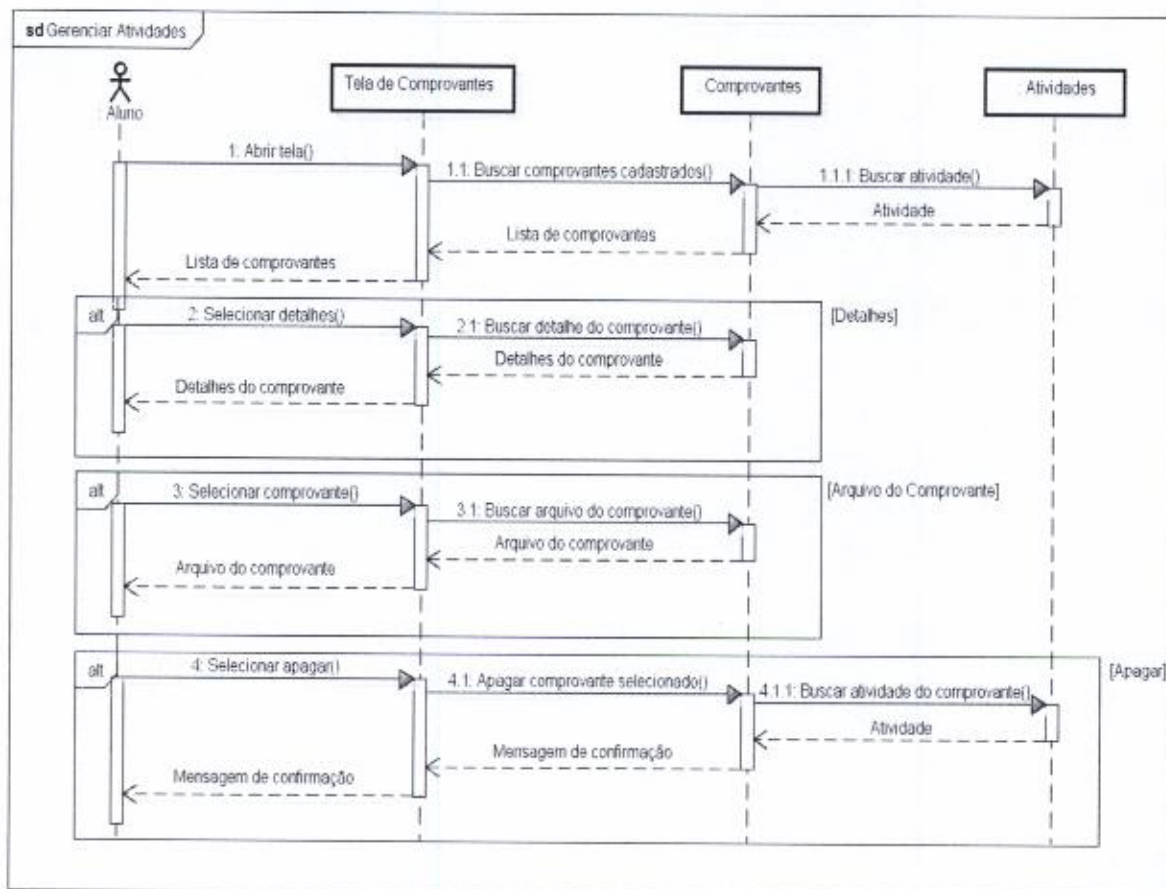 sd Gerenciar Atividades
: Aluno
Tela de Comprovantes
: Comprovantes
: Atividades
1: Abrir tela()
1.1: Buscar comprovantes cadastrados()
1.1.1: Buscar atividade()
Atividade
Lista de comprovantes
Lista de comprovantes
alt
[Detalhes]
2: Selecionar detalhes()
2.1: Buscar detalhe do comprovante()
Detalhes do comprovante
Detalhes do comprovante
alt
[Arquivo do Comprovante]
3: Selecionar comprovante()
3.1: Buscar arquivo do comprovante()
Arquivo do comprovante
Arquivo do comprovante
alt
[Apagar]
4: Selecionar apagar()
4.1: Apagar comprovante selecionado()
4.1.1: Buscar atividade do comprovante()
Atividade
Mensagem de confirmação
Mensagem de confirmação